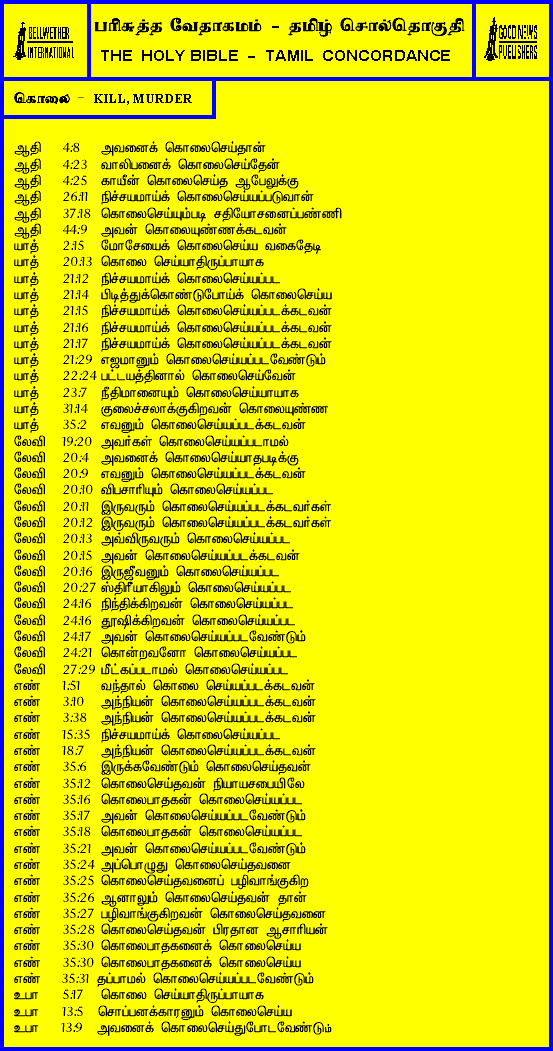 BELLWETHER
INTERNATIONAL
பரிசுத்த வேதாகமம் - தமிழ் சொல்தொகுதி
THE HOLY BIBLE - TAMIL CONCORDANCE
GOOD NEWS
PUBLISHERS
கொலை - KILL, MURDER
ஆதி 4:8 அவனைக் கொலைசெய்தான்
ஆதி 4:23 வாலிபனைக் கொலைசெய்தேன்
ஆதி 4:25 காயீன் கொலைசெய்த ஆபேலுக்கு
ஆதி 26:11 நிச்சயமாய்க் கொலைசெய்யப்படுவான்
ஆதி 37:18 கொலைசெய்யும்படி சதியோசனைப்பண்ணி
ஆதி 44:9 அவன் கொலையுண்ணக்கடவன்
யாத் 2:15 மோசேயைக் கொலைசெய்ய வகைதேடி
யாத் 20:13 கொலை செய்யாதிருப்பாயாக
யாத் 21:12 நிச்சயமாய்க் கொலைசெய்யப்பட
யாத் 21:14 பிடித்துக்கொண்டுபோய்க் கொலைசெய்ய
யாத் 21:15 நிச்சயமாய்க் கொலைசெய்யப்படக்கடவன்
யாத் 21:16 நிச்சயமாய்க் கொலைசெய்யப்படக்கடவன்
யாத் 21:17 நிச்சயமாய்க் கொலைசெய்யப்படக்கடவன்
யாத் 21:29 எஜமானும் கொலைசெய்யப்படவேண்டும்
யாத் 22:24 பட்டயத்தினால் கொலைசெய்வேன்
யாத் 23:7 நீதிமானையும் கொலைசெய்யாயாக
யாத் 31:14 குலைச்சலாக்குகிறவன் கொலையுண்ண
யாத் 35:2 எவனும் கொலைசெய்யப்படக்கடவன்
லேவி 19:20 அவர்கள் கொலைசெய்யப்படாமல்
லேவி 20:4 அவனைக் கொலைசெய்யாதபடிக்கு
லேவி 20:9 எவனும் கொலைசெய்யப்படக்கடவன்
லேவி 20:10 விபசாரியும் கொலைசெய்யப்பட
லேவி 20:11 இருவரும் கொலைசெய்யப்படக்கடவர்கள்
லேவி 20:12 இருவரும் கொலைசெய்யப்படக்கடவர்கள்
லேவி 20:13 அவ்விருவரும் கொலைசெய்யப்பட
லேவி 20:15 அவன் கொலைசெய்யப்படக்கடவன்
லேவி 20:16 இருஜீவனும் கொலைசெய்யப்பட
லேவி 20:27 ஸ்திரீயாகிலும் கொலைசெய்யப்பட
லேவி 24:16 நிந்திக்கிறவன் கொலைசெய்யப்பட
லேவி 24:16 தூஷிக்கிறவன் கொலைசெய்யப்பட
லேவி 24:17 அவன் கொலைசெய்யப்படவேண்டும்
லேவி 24:21 கொன்றவனோ கொலைசெய்யப்பட
லேவி 27:29 மீட்கப்படாமல் கொலைசெய்யப்பட
எண் 1:51 வந்தால் கொலை செய்யப்படக்கடவன்
எண் 3:10 அந்நியன் கொலைசெய்யப்படக்கடவன்
எண் 3:38 அந்நியன் கொலைசெய்யப்படக்கடவன்
எண் 15:35 நிச்சயமாய்க் கொலைசெய்யப்பட
எண் 18:7 அந்நியன் கொலைசெய்யப்படக்கடவன்
எண் 35:6 இருக்கவேண்டும் கொலைசெய்தவன்
எண் 35:12 கொலைசெய்தவன் நியாயசபையிலே
எண் 35:16 கொலைபாதகன் கொலைசெய்யப்பட
எண் 35:17 அவன் கொலைசெய்யப்படவேண்டும்
எண் 35:18 கொலைபாதகன் கொலைசெய்யப்பட
எண் 35:21 அவன் கொலைசெய்யப்படவேண்டும்
எண் 35:24 அப்பொழுது கொலைசெய்தவனை
எண் 35:25 கொலைசெய்தவனைப் பழிவாங்குகிற
எண் 35:26 ஆனாலும் கொலைசெய்தவன் தான்
எண் 35:27 பழிவாங்குகிறவன் கொலைசெய்தவனை
எண் 35:28 கொலைசெய்தவன் பிரதான ஆசாரியன்
எண் 35:30 கொலைபாதகனைக் கொலைசெய்ய
எண் 35:30 கொலைபாதகனைக் கொலைசெய்ய
எண் 35:31 தப்பாமல் கொலைசெய்யப்படவேண்டும்
உபா 5:17 கொலை செய்யாதிருப்பாயாக
உபா 13:5 சொப்பனக்காரனும் கொலைசெய்ய
உபா 13:9 அவனைக் கொலைசெய்துபோடவேண்டும்